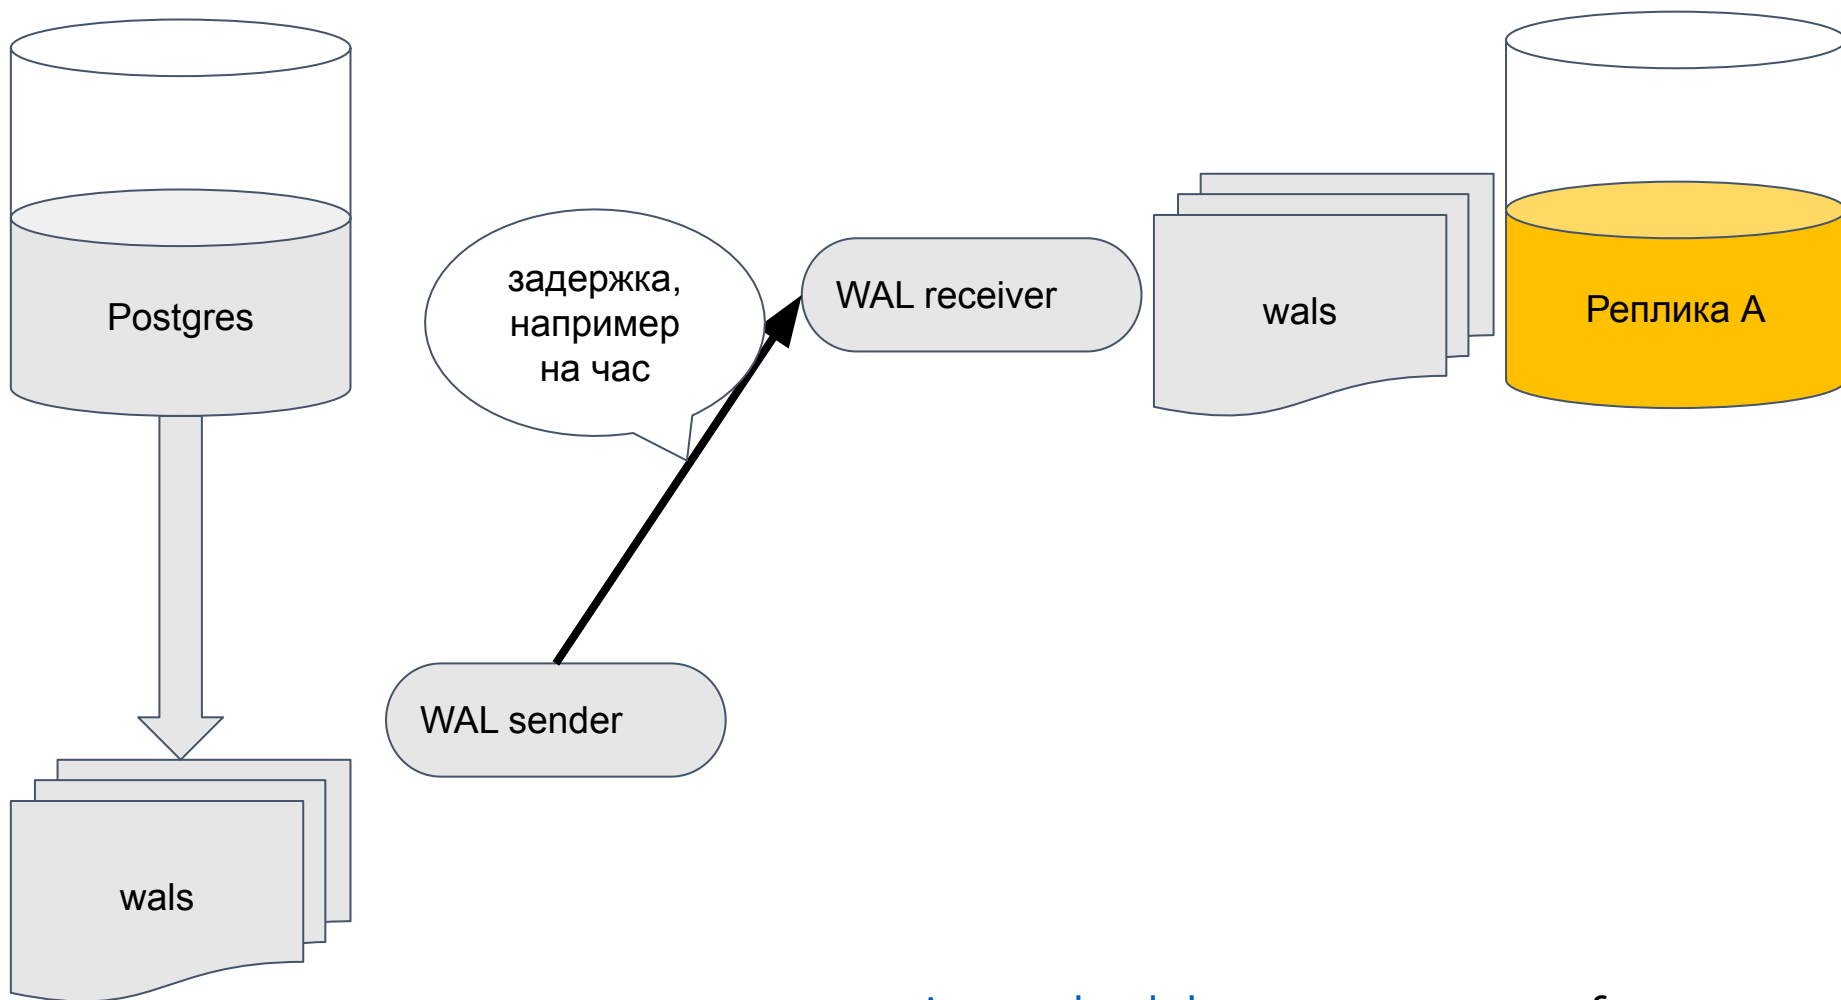 Postgres
задержка,
например
на час
WAL receiver
wals
Реплика А
WAL sender
wals